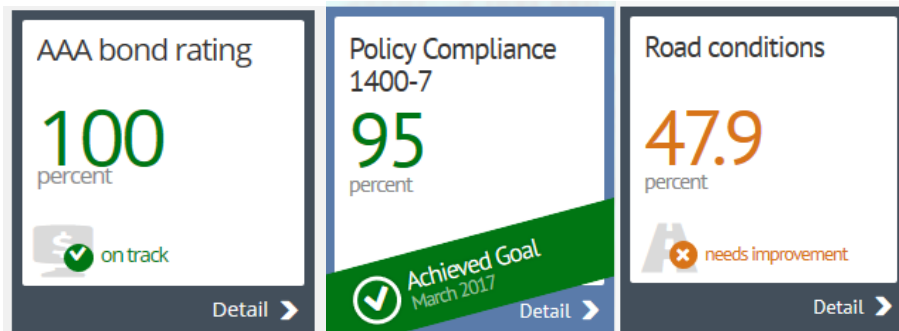 AAA bond rating
100
percent
on track
Detail
Policy Compliance
1400-7
95
percent
Achieved Goal
March 2017
Detail
Road conditions
47.9
percent
needs improvement
Detail